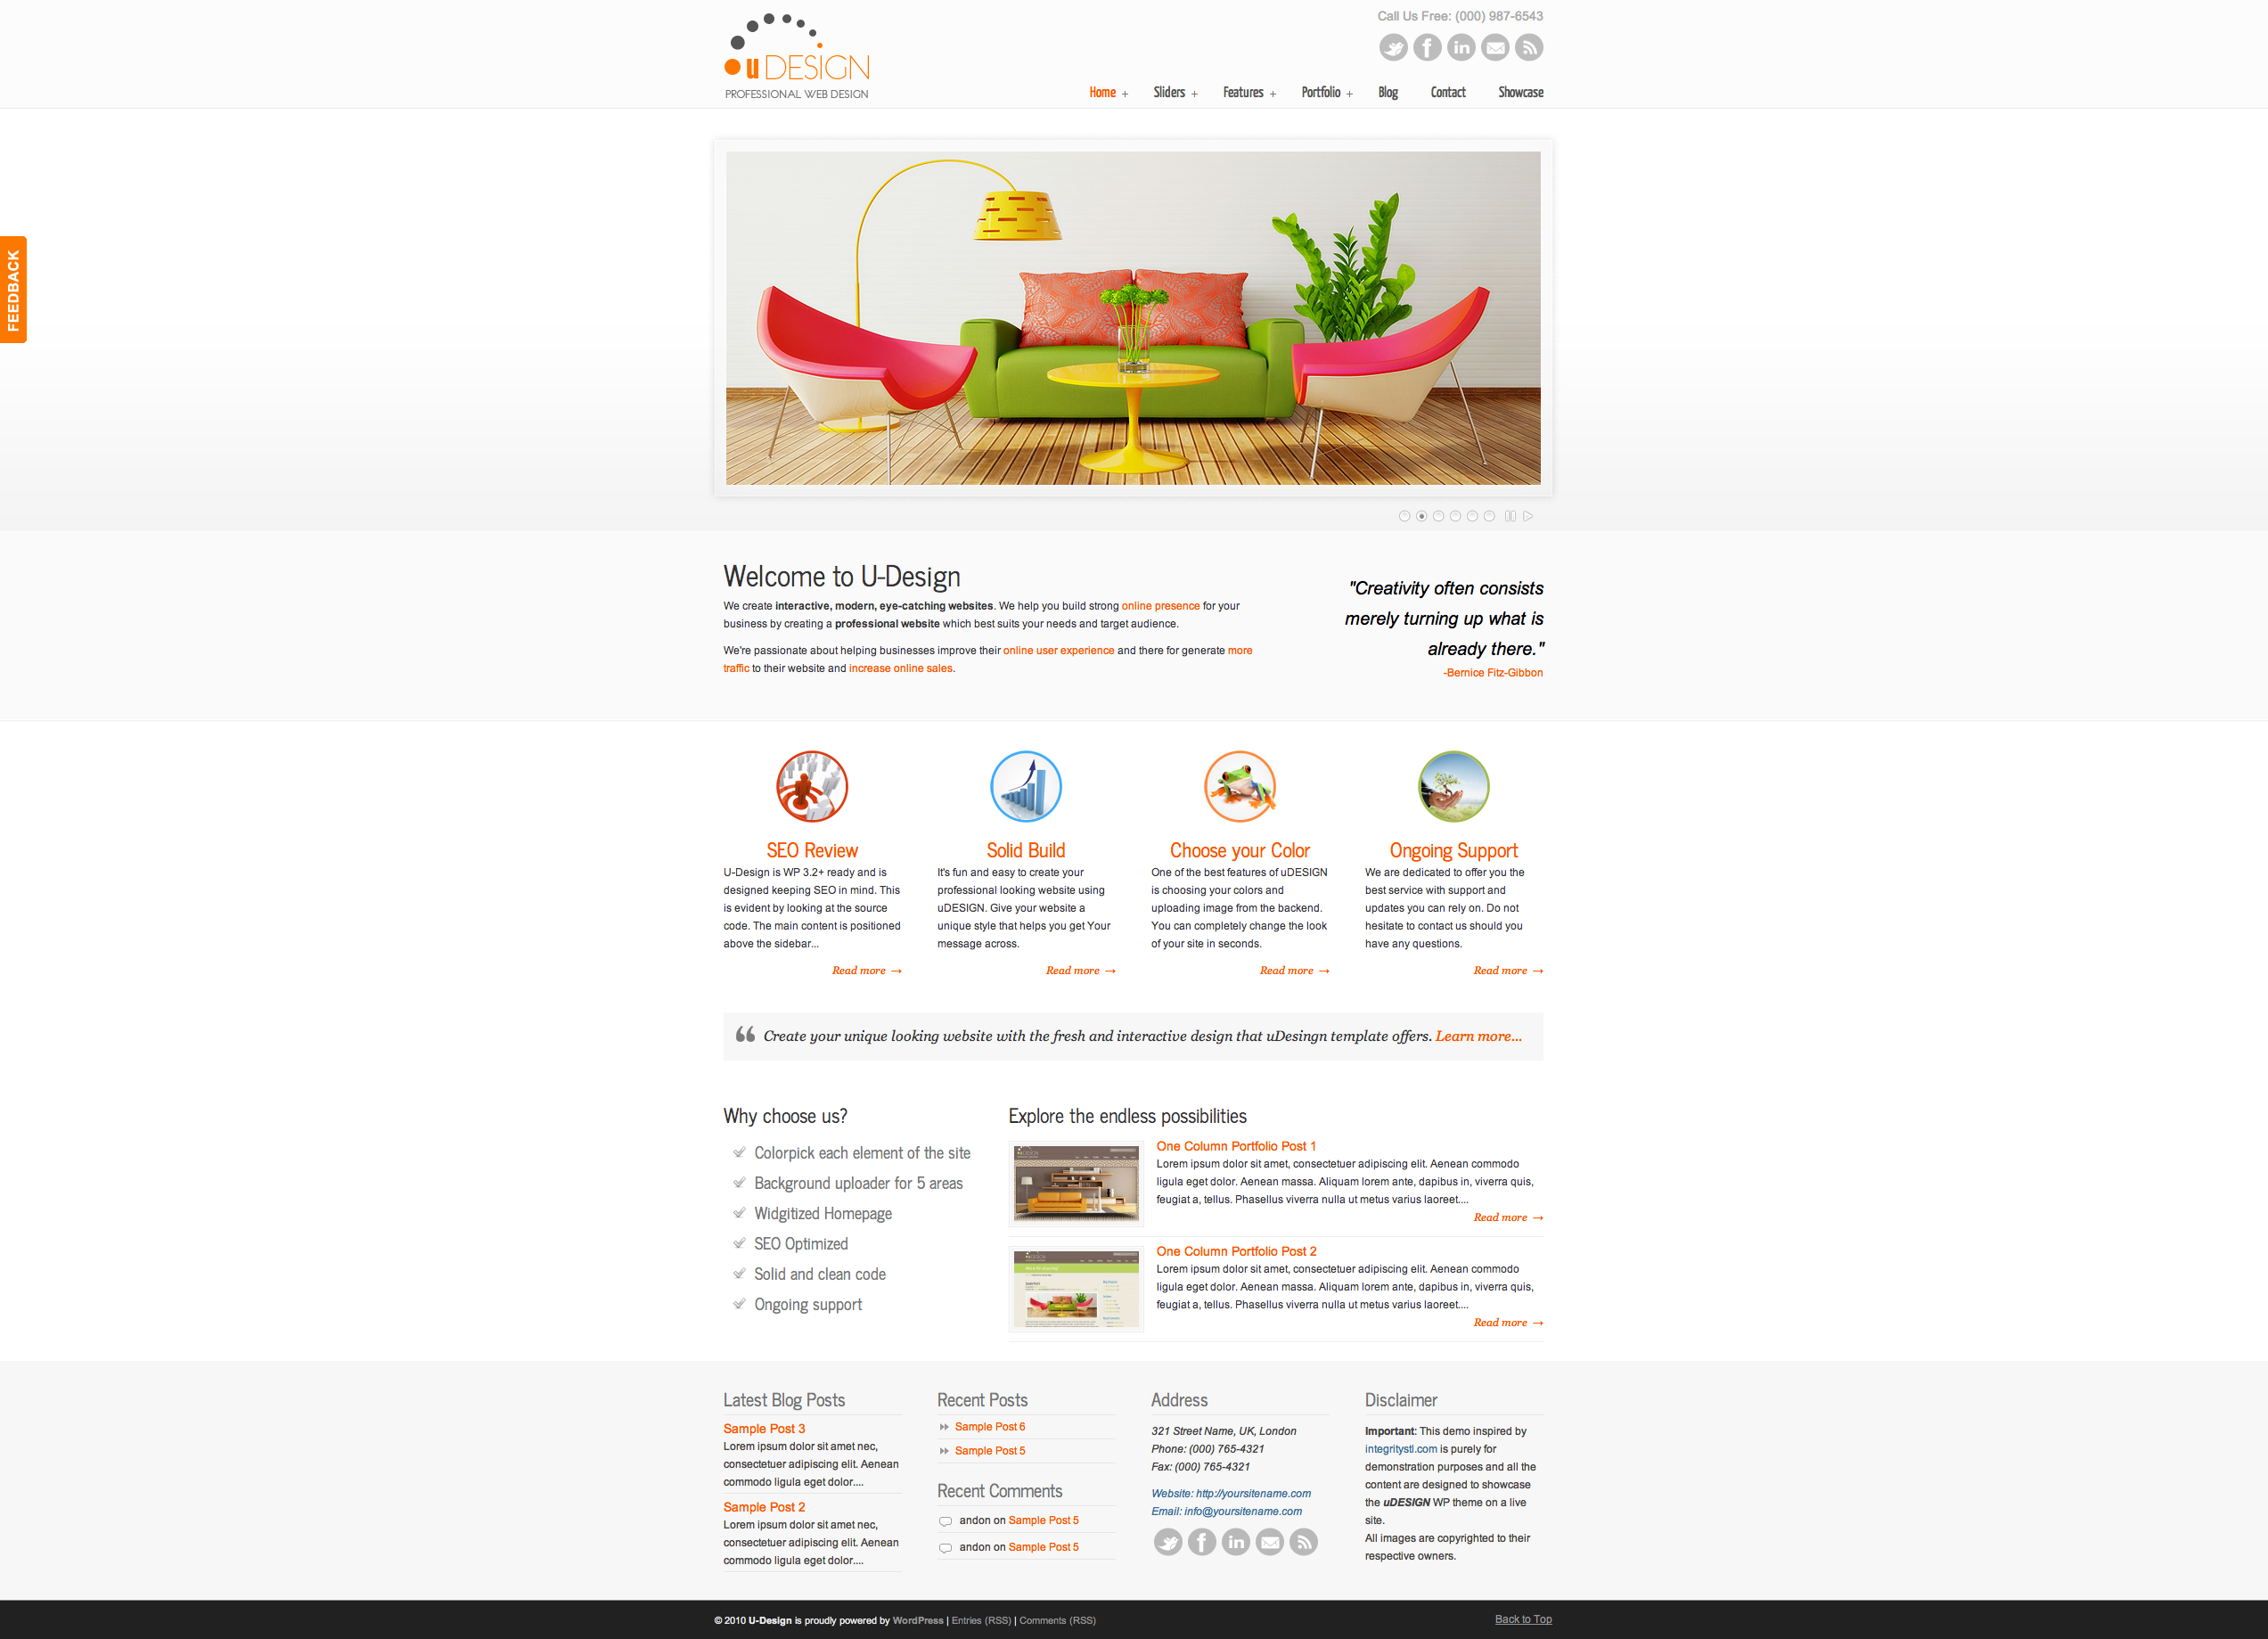 Call Us Free: (000) 987-6543
u DESIGN
PROFESSIONAL WEB DESIGN
Home + Sliders + Features + Portfolio + Blog Contact Showcase
FEEDBACK
Welcome to U-Design
We create interactive, modern, eye-catching websites. We help you build strong online presence for your
business by creating a professional website which best suits your needs and target audience.
We're passionate about helping businesses improve their online user experience and there for generate more
traffic to their website and increase online sales.
"Creativity often consists
merely turning up what is
already there."
-Bernice Fitz-Gibbon
SEO Review
U-Design is WP 3.2+ ready and is
designed keeping SEO in mind. This
is evident by looking at the source
code. The main content is positioned
above the sidebar...
Read more →
Solid Build
It's fun and easy to create your
professional looking website using
uDESIGN. Give your website a
unique style that helps you get Your
message across.
Read more →
Choose your Color
One of the best features of uDESIGN
is choosing your colors and
uploading image from the backend.
You can completely change the look
of your site in seconds.
Read more →
Ongoing Support
We are dedicated to offer you the
best service with support and
updates you can rely on. Do not
hesitate to contact us should you
have any questions.
Read more →
“ Create your unique looking website with the fresh and interactive design that uDesingn template offers. Learn more...
Why choose us?
Colorpick each element of the site
Background uploader for 5 areas
Widgitized Homepage
SEO Optimized
Solid and clean code
Ongoing support
Explore the endless possibilities
One Column Portfolio Post 1
Lorem ipsum dolor sit amet, consectetuer adipiscing elit. Aenean commodo
ligula eget dolor. Aenean massa. Aliquam lorem ante, dapibus in, viverra quis,
feugiat a, tellus. Phasellus viverra nulla ut metus varius laoreet....
Read more →
One Column Portfolio Post 2
Lorem ipsum dolor sit amet, consectetuer adipiscing elit. Aenean commodo
ligula eget dolor. Aenean massa. Aliquam lorem ante, dapibus in, viverra quis,
feugiat a, tellus. Phasellus viverra nulla ut metus varius laoreet....
Read more →
Latest Blog Posts
Sample Post 3
Lorem ipsum dolor sit amet nec,
consectetuer adipiscing elit. Aenean
commodo ligula eget dolor....
Sample Post 2
Lorem ipsum dolor sit amet nec,
consectetuer adipiscing elit. Aenean
commodo ligula eget dolor....
Recent Posts
Sample Post 6
Sample Post 5
Recent Comments
andon on Sample Post 5
andon on Sample Post 5
Address
321 Street Name, UK, London
Phone: (000) 765-4321
Fax: (000) 765-4321
Website: http://yoursitename.com
Email: info@yoursitename.com
Disclaimer
Important: This demo inspired by
integritystl.com is purely for
demonstration purposes and all the
content are designed to showcase
the uDESIGN WP theme on a live
site.
All images are copyrighted to their
respective owners.
© 2010 U-Design is proudly powered by WordPress | Entries (RSS) | Comments (RSS)
Back to Top